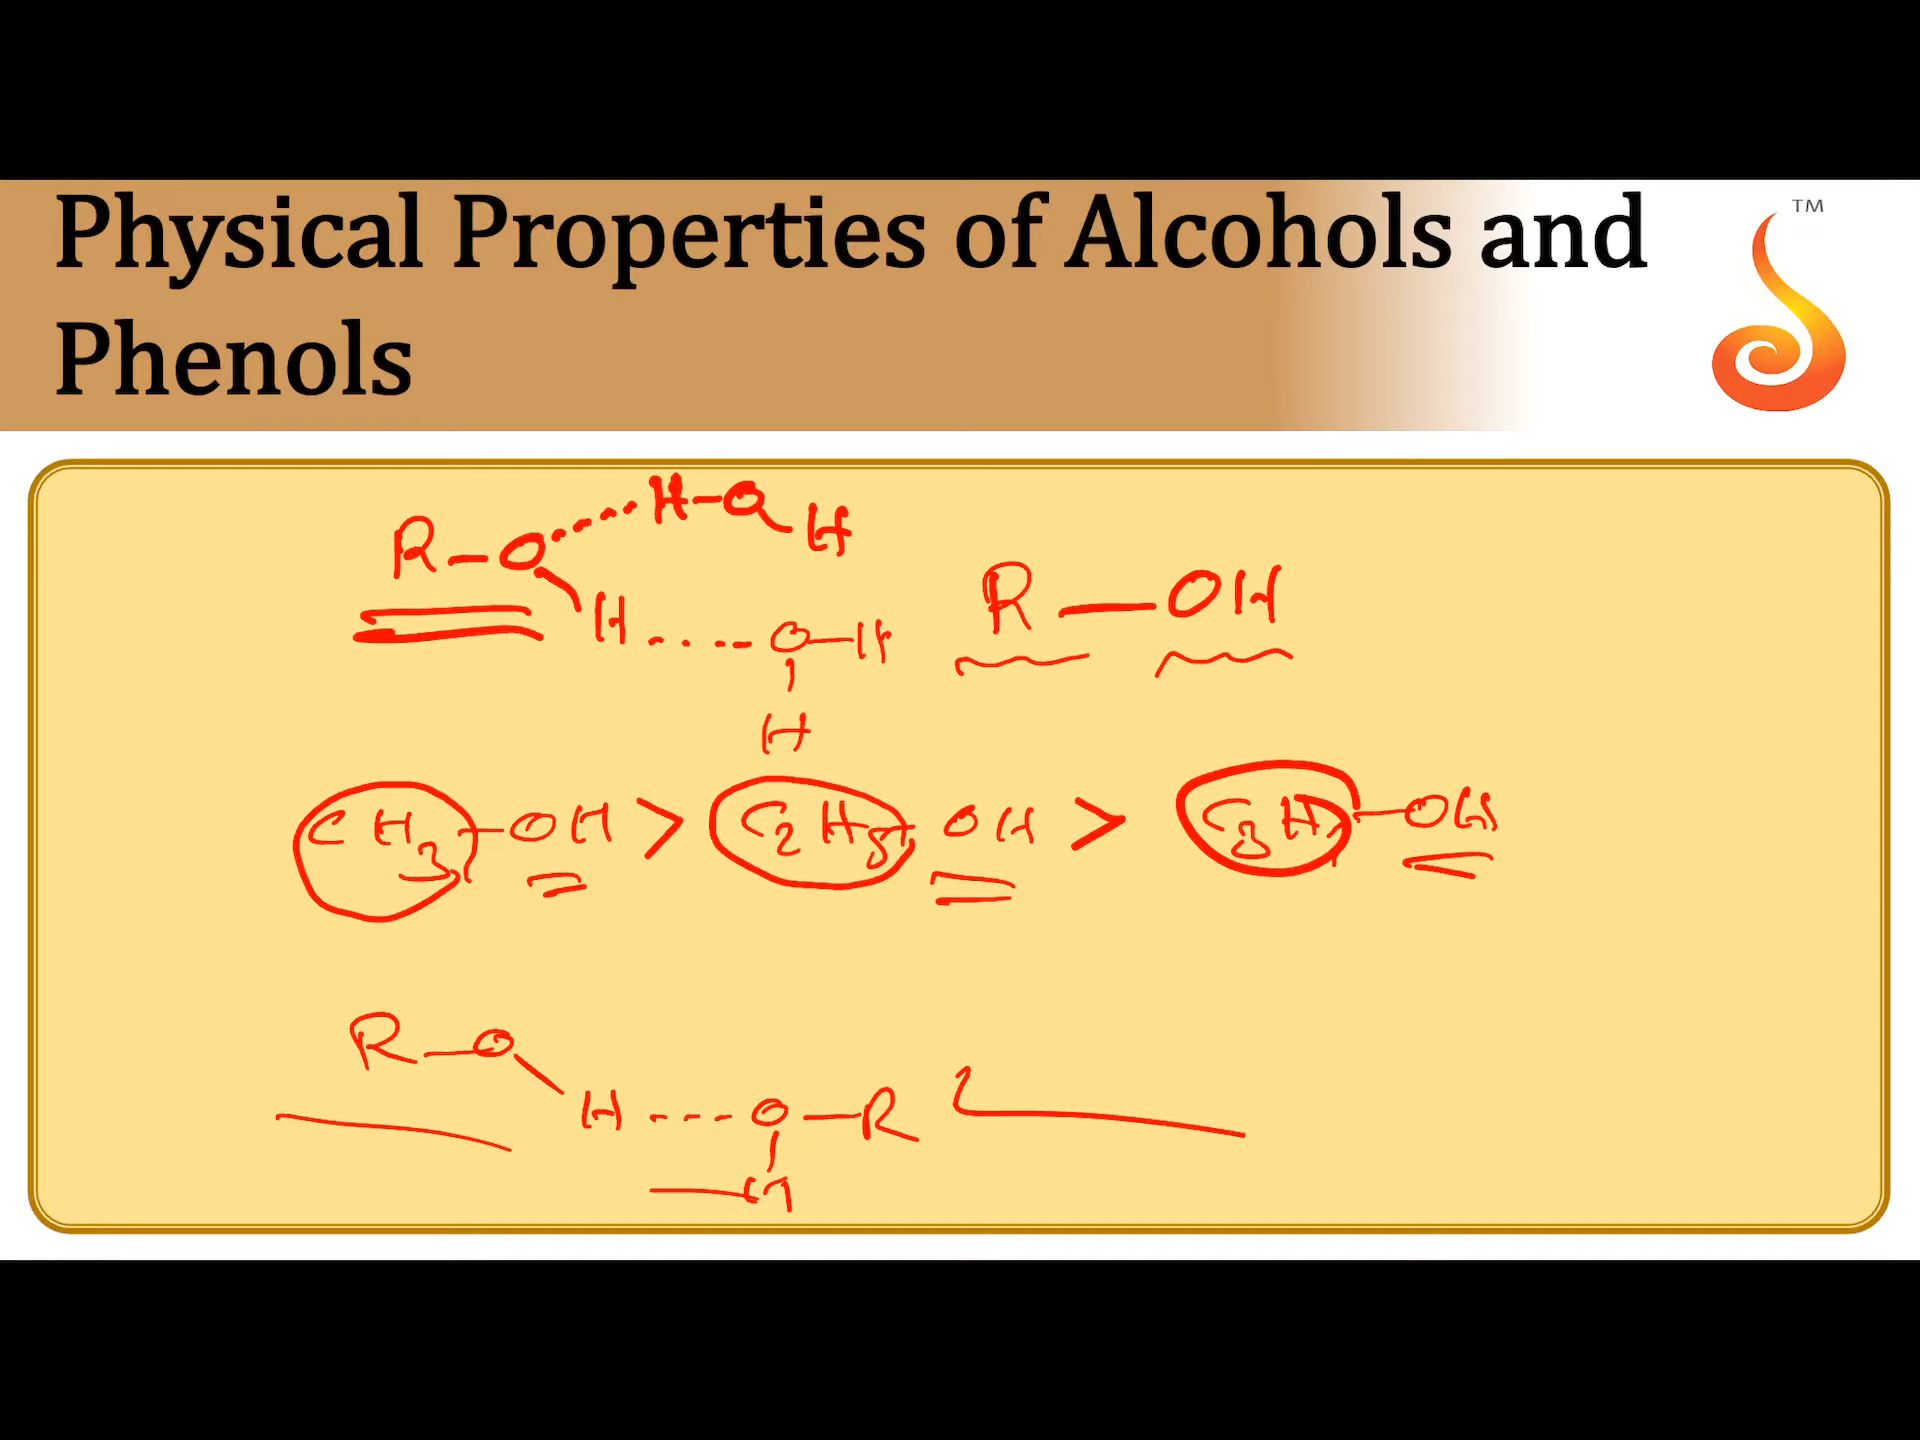 Physical Properties of Alcohols and
Phenols
TM
H-O
H
R-O
H....O-H
H
R-OH
CH3-OH > C2H5-OH > C3H7-OH
R-O
H...O-R
H